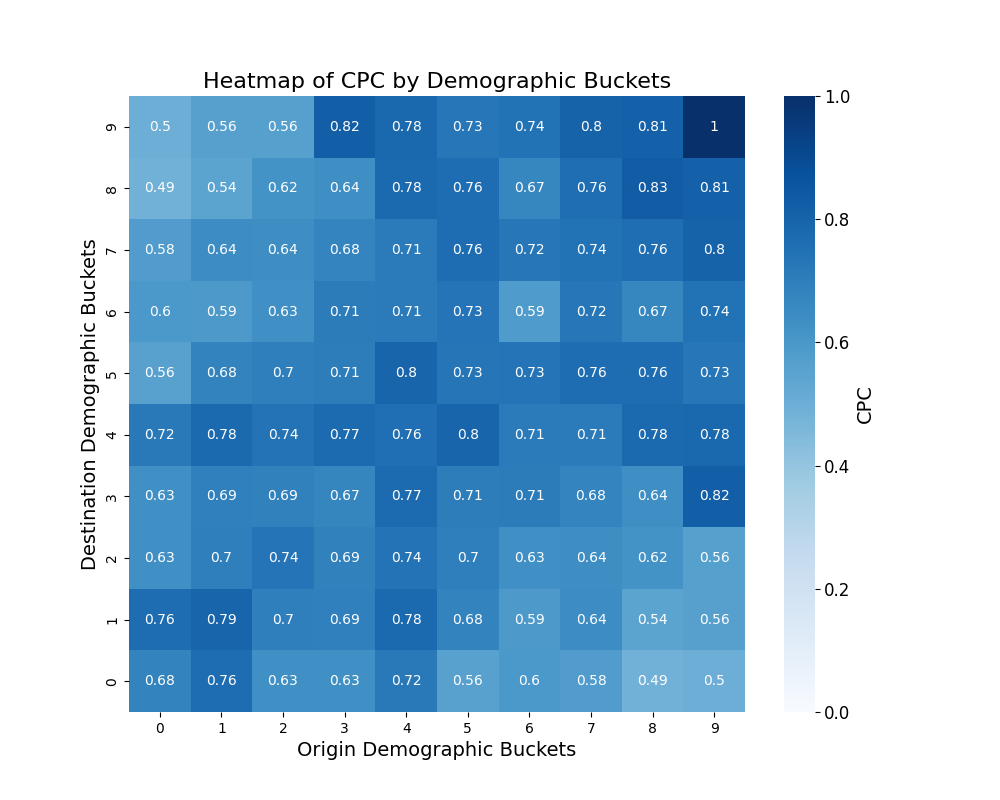 Heatmap of CPC by Demographic Buckets
9 0.5 0.56 0.56 0.82 0.78 0.73 0.74 0.8 0.81 1
8 0.49 0.54 0.62 0.64 0.78 0.76 0.67 0.76 0.83 0.81
7 0.58 0.64 0.64 0.68 0.71 0.76 0.72 0.74 0.76 0.8
6 0.6 0.59 0.63 0.71 0.71 0.73 0.59 0.72 0.67 0.74
5 0.56 0.68 0.7 0.71 0.8 0.73 0.73 0.76 0.76 0.73
4 0.72 0.78 0.74 0.77 0.76 0.8 0.71 0.71 0.78 0.78
3 0.63 0.69 0.69 0.67 0.77 0.71 0.71 0.68 0.64 0.82
2 0.63 0.7 0.74 0.69 0.74 0.7 0.63 0.64 0.62 0.56
1 0.76 0.79 0.7 0.69 0.78 0.68 0.59 0.64 0.54 0.56
0 0.68 0.76 0.63 0.63 0.72 0.56 0.6 0.58 0.49 0.5
0 1 2 3 4 5 6 7 8 9
Origin Demographic Buckets
Destination Demographic Buckets
1.0
0.8
0.6
0.4
0.2
0.0
CPC